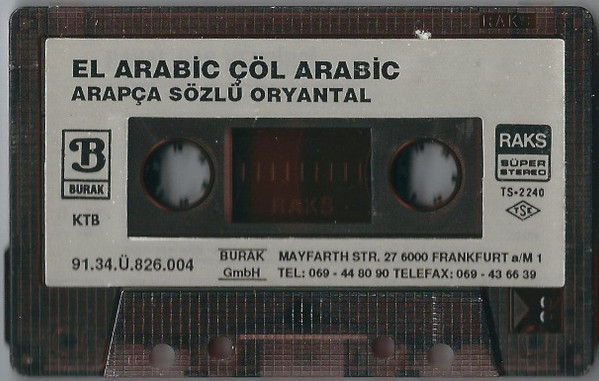 RAKS
EL ARABİC ÇÖL ARABİC
ARAPÇA SÖZLÜ ORYANTAL
B
BURAK
KTB
RAKS
RAKS
SÜPER
STEREO
TS•2240
TSE
91.34.Ü.826.004
BURAK
GmbH
MAYFARTH STR. 27 6000 FRANKFURT a/M 1
TEL: 069 - 44 80 90 TELEFAX: 069 - 43 66 39